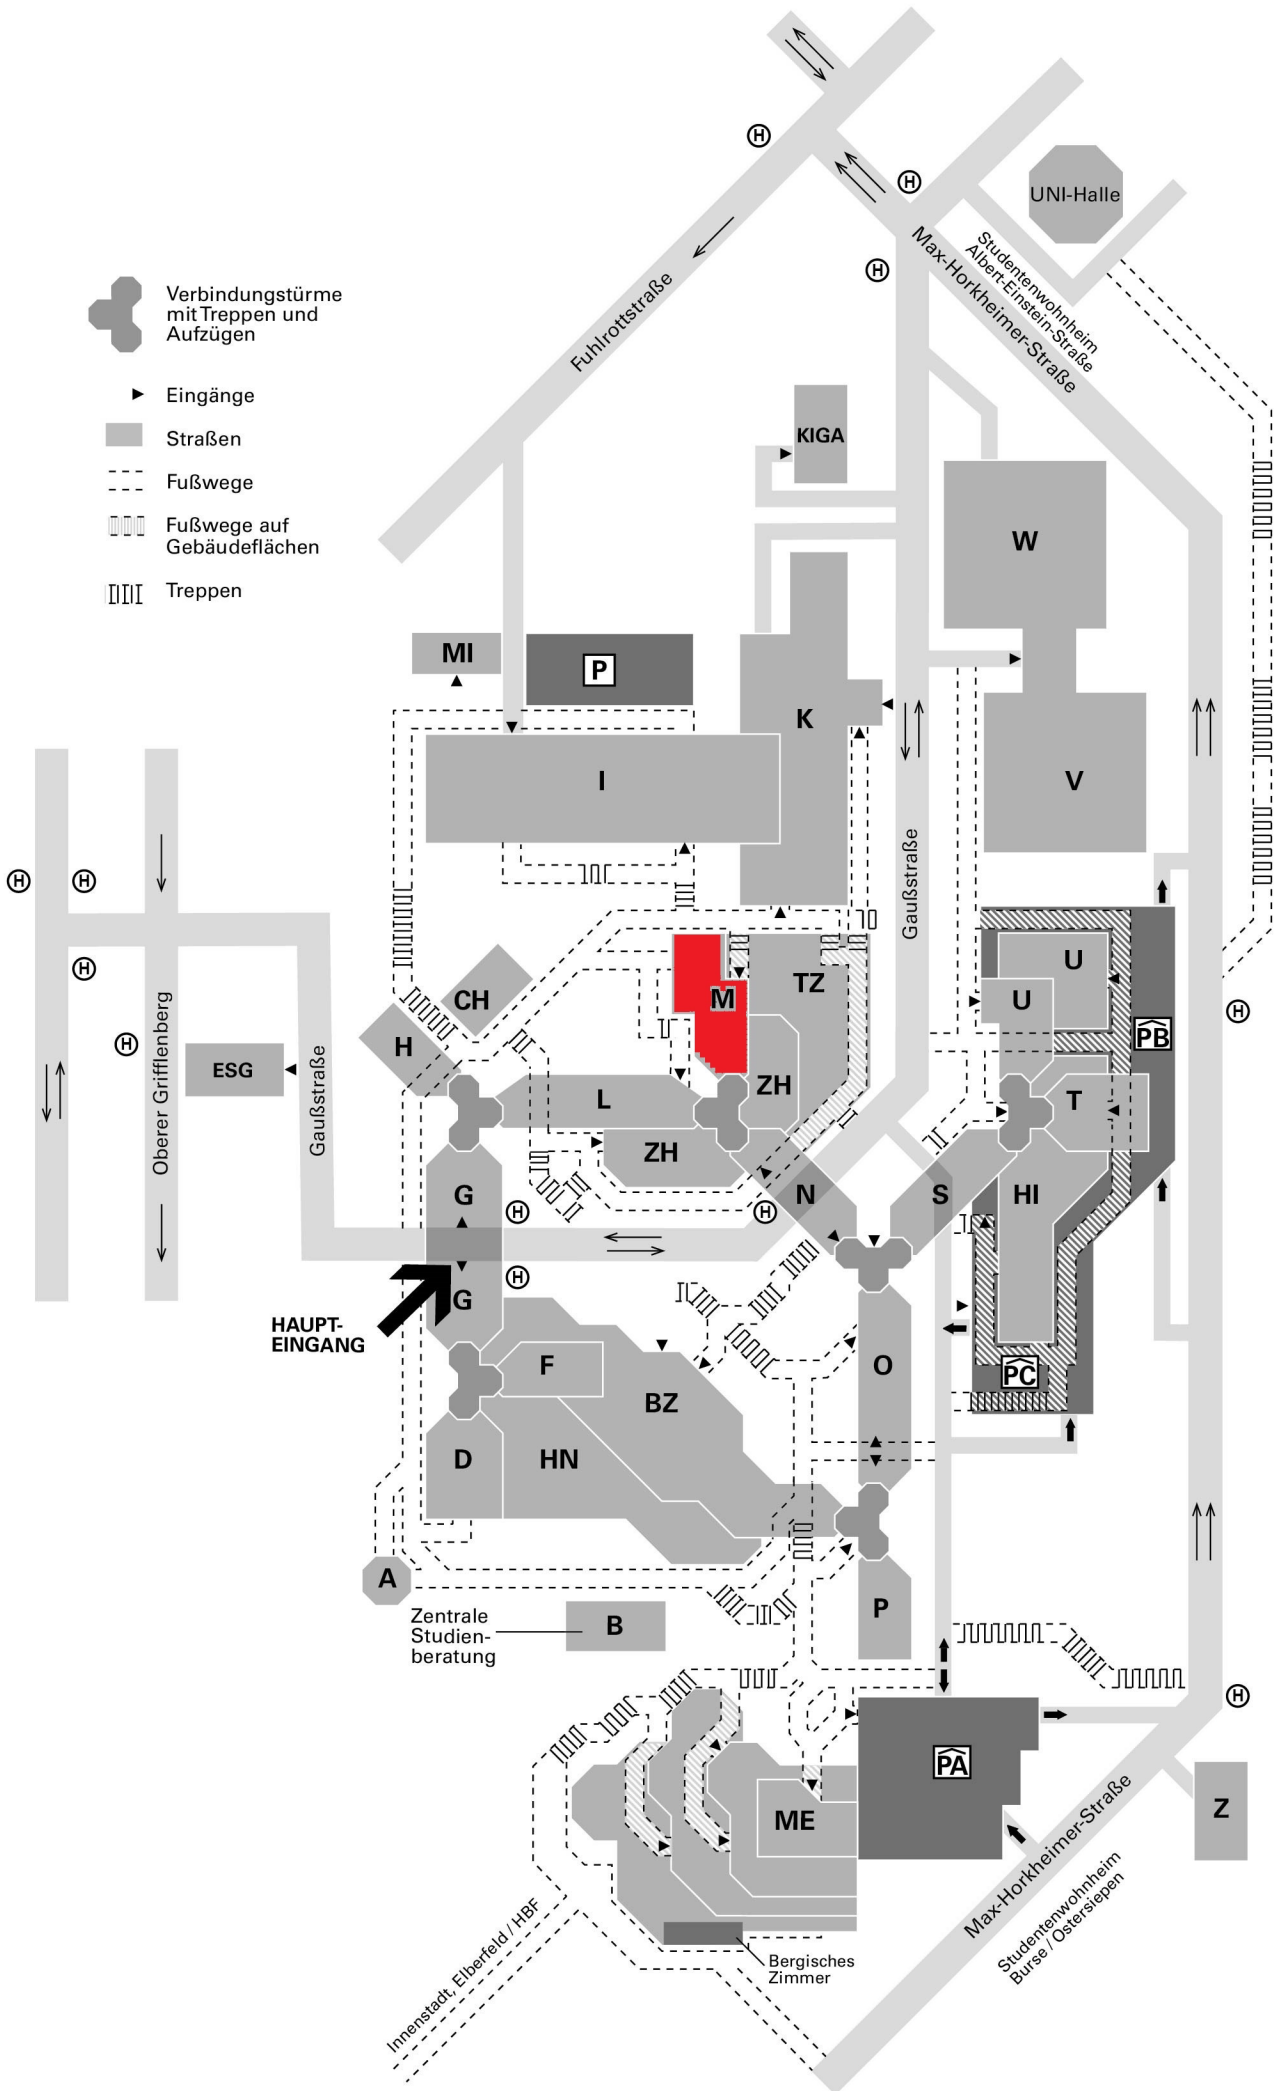 H
H
H
UNI-Halle
Max-Horkheimer-Straße
Studentenwohnheim
Albert-Einstein-Straße
Fuhlrottstraße
Verbindungstürme
mit Treppen und
Aufzügen
Eingänge
Straßen
Fußwege
Fußwege auf
Gebäudeflächen
Treppen
KIGA
W
MI
P
K
I
V
H
H
Gaußstraße
H
H
Oberer Grifflenberg
ESG
Gaußstraße
CH
H
M
TZ
U
U
PB
H
L
ZH
T
ZH
G
H
H
N
S
HI
H
G
HAUPT-
EINGANG
F
BZ
O
PC
D
HN
A
Zentrale
Studien-
beratung
B
P
H
PA
ME
Z
Max-Horkheimer-Straße
Studentenwohnheim
Burse / Ostersiepen
Innenstadt, Elberfeld / HBF
Bergisches
Zimmer